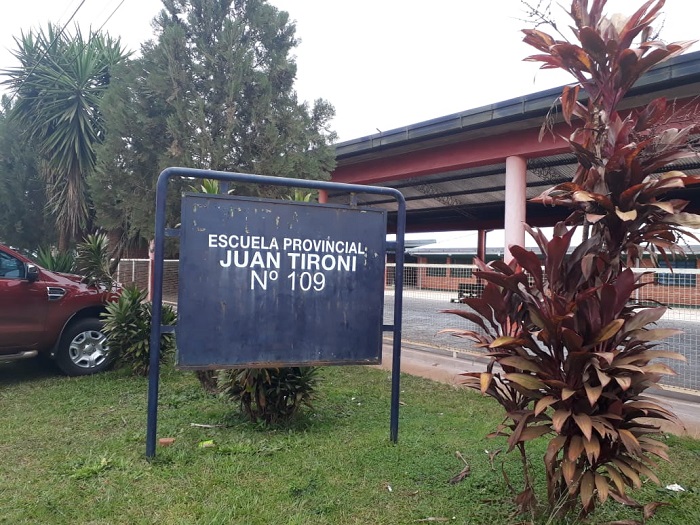 ESCUELA PROVINCIAL
JUAN TIRONI
Nº 109